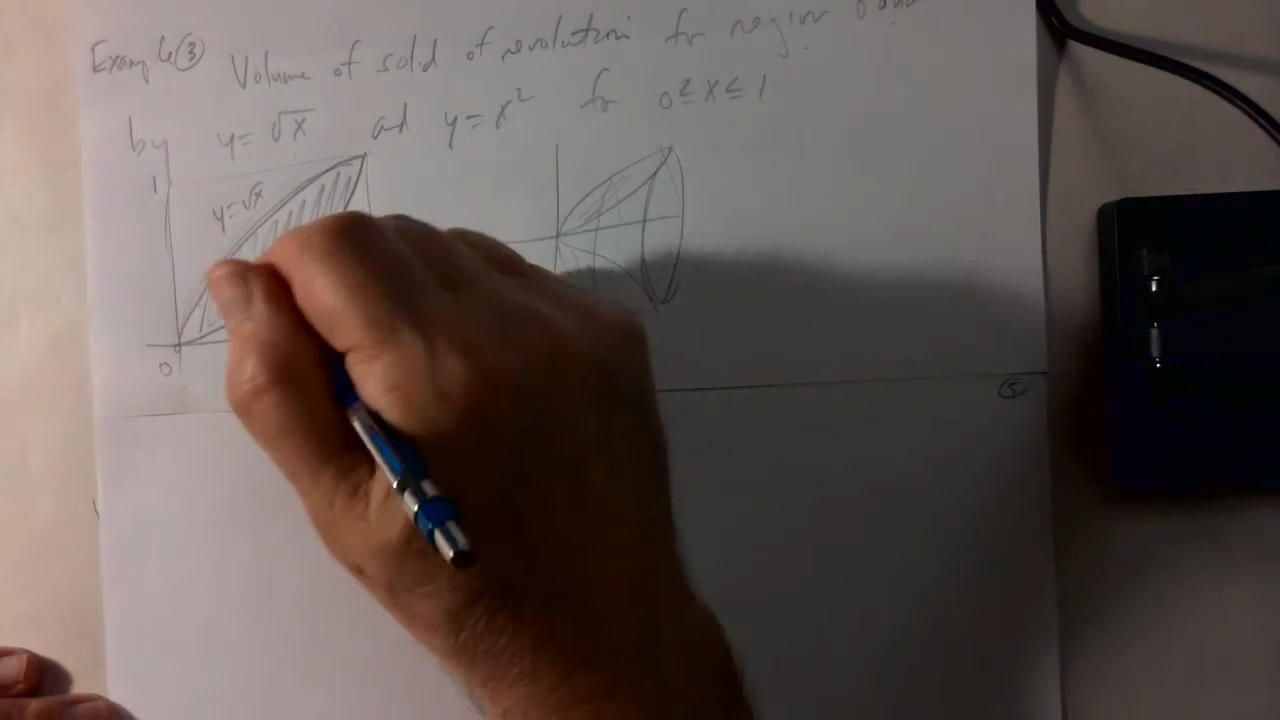 Example ③ Volume of solid of revolution for region
by y = √x and y = x² for 0 ≤ x ≤ 1
1
y = √x
0
⑤